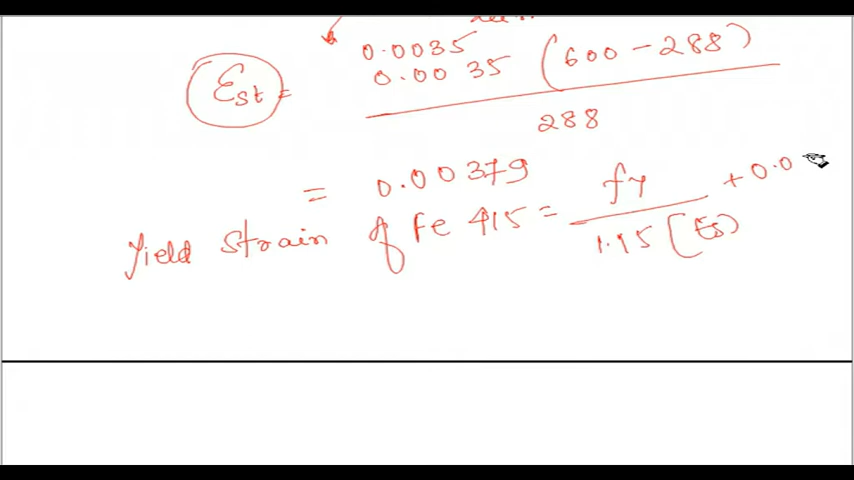 0.0035
Est = 0.0035 (600 - 288)
288
= 0.00379
Yield strain of Fe 415 = fy + 0.0
1.15 [Es)